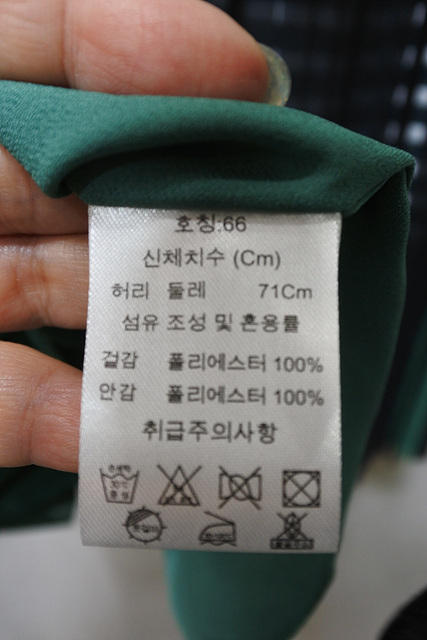 호칭:66
신체치수 (Cm)
허리 둘레 71Cm
섬유 조성 및 혼용률
겉감 폴리에스터 100%
안감 폴리에스터 100%
취급주의사항